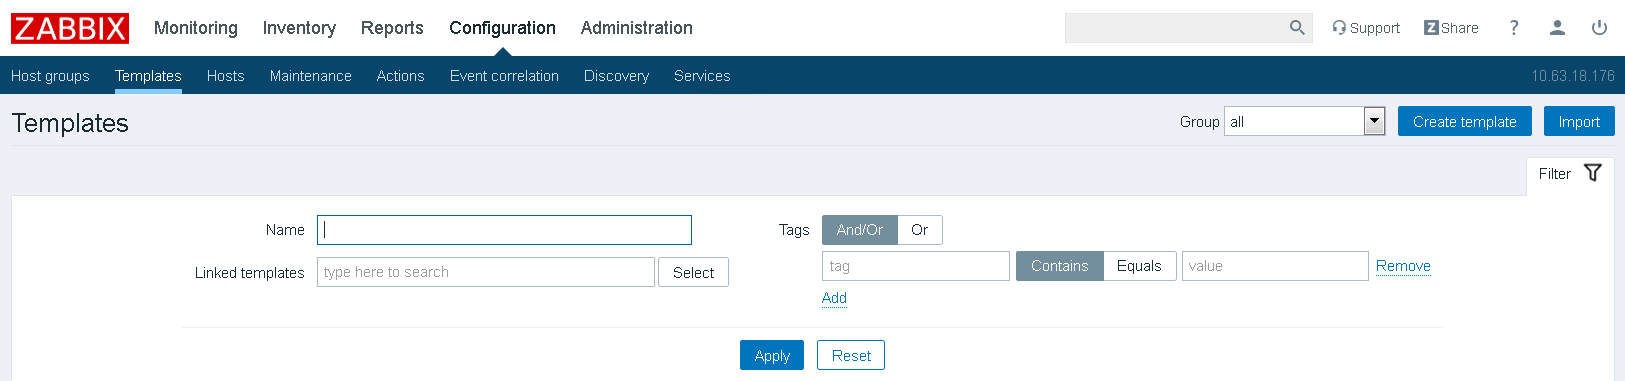 ZABBIX Monitoring Inventory Reports Configuration Administration Support Z Share ?
Host groups Templates Hosts Maintenance Actions Event correlation Discovery Services 10.63.18.176
Templates Group all Create template Import
Filter
Name Tags And/Or Or
Linked templates type here to search Select tag Contains Equals value Remove
Add
Apply Reset